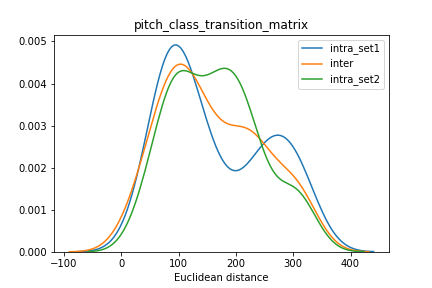 pitch_class_transition_matrix
0.005
0.004
0.003
0.002
0.001
0.000
intra_set1
inter
intra_set2
−100 0 100 200 300 400
Euclidean distance